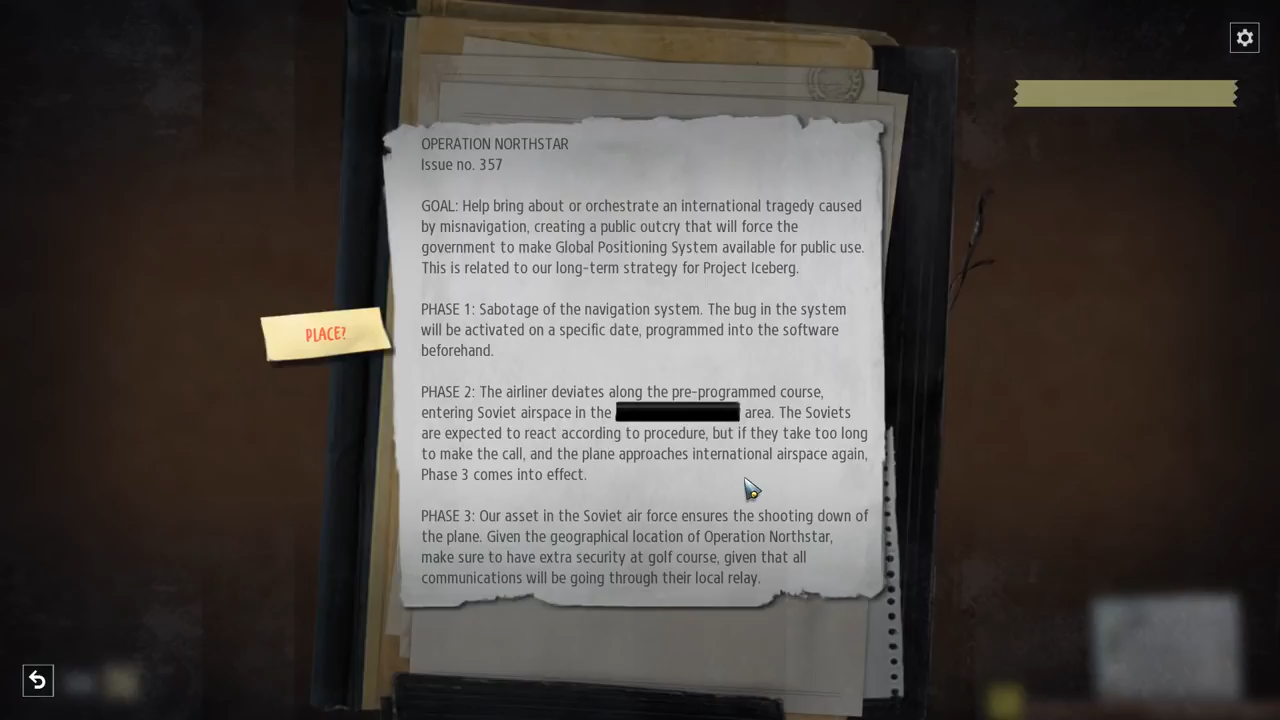 OPERATION NORTHSTAR
Issue no. 357
GOAL: Help bring about or orchestrate an international tragedy caused
by misnavigation, creating a public outcry that will force the
government to make Global Positioning System available for public use.
This is related to our long-term strategy for Project Iceberg.
PHASE 1: Sabotage of the navigation system. The bug in the system
will be activated on a specific date, programmed into the software
beforehand.
PLACE?
PHASE 2: The airliner deviates along the pre-programmed course,
entering Soviet airspace in the area. The Soviets
are expected to react according to procedure, but if they take too long
to make the call, and the plane approaches international airspace again,
Phase 3 comes into effect.
PHASE 3: Our asset in the Soviet air force ensures the shooting down of
the plane. Given the geographical location of Operation Northstar,
make sure to have extra security at golf course, given that all
communications will be going through their local relay.